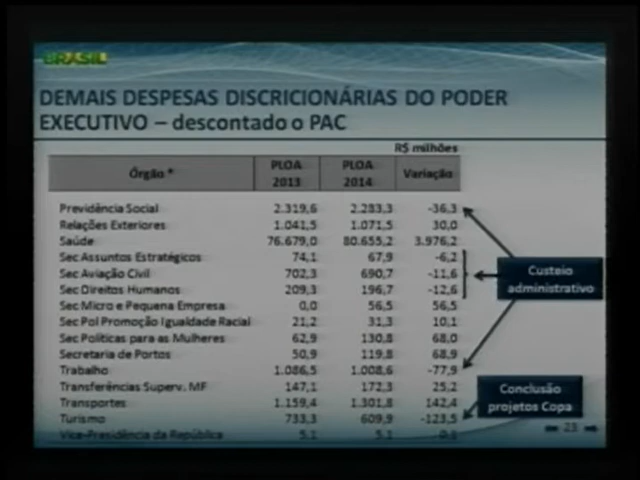 BRASIL
DEMAIS DESPESAS DISCRICIONÁRIAS DO PODER
EXECUTIVO – descontado o PAC
R$ milhões
Órgão * PLOA 2013 PLOA 2014 Variação
Previdência Social 2.319,6 2.283,3 -36,3
Relações Exteriores 1.041,5 1.071,5 30,0
Saúde 76.679,0 80.655,2 3.976,2
Sec Assuntos Estratégicos 74,1 67,9 -6,2
Sec Aviação Civil 702,3 690,7 -11,6
Sec Direitos Humanos 209,3 196,7 -12,6
Sec Micro e Pequena Empresa 0,0 56,5 56,5
Sec Pol Promoção Igualdade Racial 21,2 31,3 10,1
Sec Políticas para as Mulheres 62,9 130,8 68,0
Secretaria de Portos 50,9 119,8 68,9
Trabalho 1.086,5 1.008,6 -77,9
Transferências Superv. MF 147,1 172,3 25,2
Transportes 1.159,4 1.301,8 142,4
Turismo 733,3 609,9 -123,5
Vice-Presidência da República 5,1 5,1
Custeio
administrativo
Conclusão
projetos Copa
23